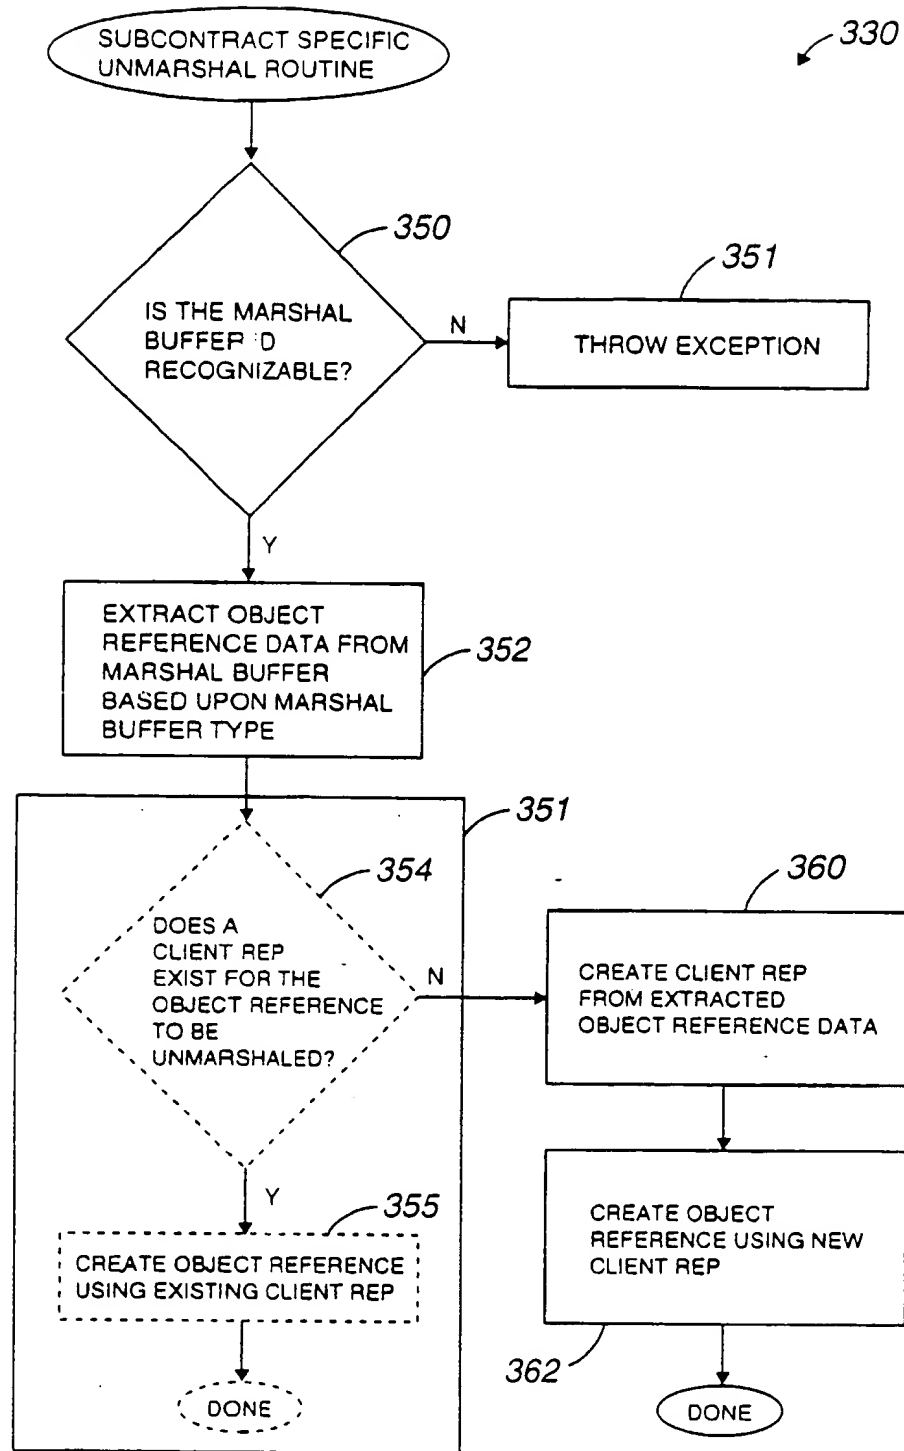 SUBCONTRACT SPECIFIC
UNMARSHAL ROUTINE
330
350
IS THE MARSHAL
BUFFER ID
RECOGNIZABLE?
N
351
THROW EXCEPTION
Y
EXTRACT OBJECT
REFERENCE DATA FROM
MARSHAL BUFFER
BASED UPON MARSHAL
BUFFER TYPE
352
351
354
DOES A
CLIENT REP
EXIST FOR THE
OBJECT REFERENCE
TO BE
UNMARSHALED?
N
360
CREATE CLIENT REP
FROM EXTRACTED
OBJECT REFERENCE DATA
Y
355
CREATE OBJECT REFERENCE
USING EXISTING CLIENT REP
CREATE OBJECT
REFERENCE USING NEW
CLIENT REP
362
DONE
DONE